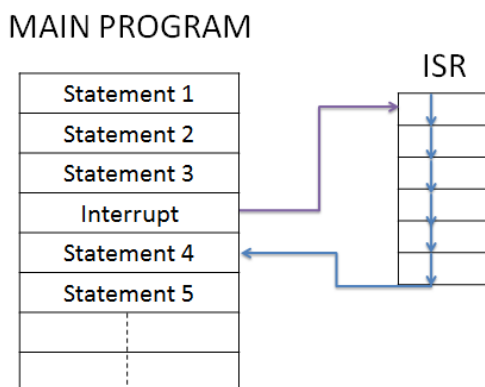 MAIN PROGRAM
ISR
Statement 1
Statement 2
Statement 3
Interrupt
Statement 4
Statement 5